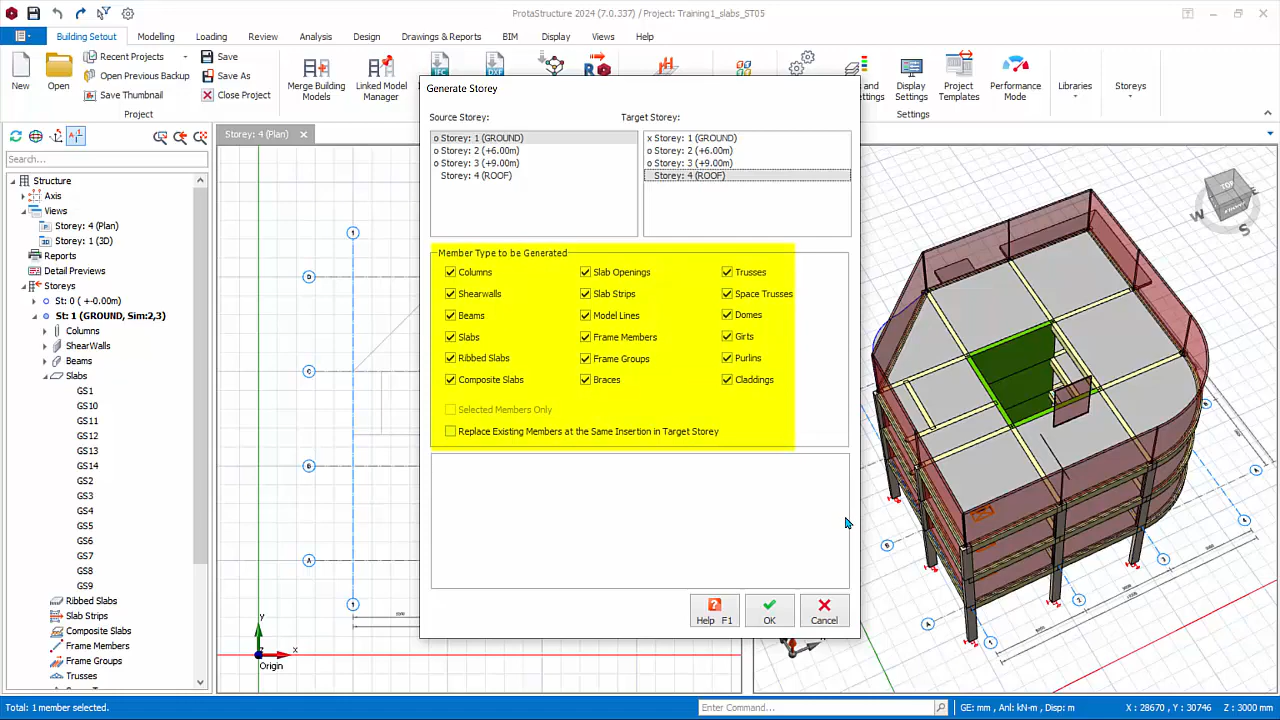 ProtaStructure 2024 (7.0.337) / Project: Training1_slabs_ST05
Building Setout Modelling Loading Review Analysis Design Drawings & Reports BIM Display Views Help
New
Open
Recent Projects
Open Previous Backup
Save Thumbnail
Save
Save As
Close Project
Project
Merge Building Models
Linked Model Manager
IFC
DXF
Display Settings
Project Templates
Performance Mode
Settings
Libraries
Storeys
Storey: 4 (Plan)
Search...
Structure
Axis
Views
Storey: 4 (Plan)
Storey: 1 (3D)
Reports
Detail Previews
Storeys
St: 0 ( +-0.00m)
St: 1 (GROUND, Sim:2,3)
Columns
ShearWalls
Beams
Slabs
GS1
GS10
GS11
GS12
GS13
GS14
GS2
GS3
GS4
GS5
GS6
GS7
GS8
GS9
Ribbed Slabs
Slab Strips
Composite Slabs
Frame Members
Frame Groups
Trusses
1
D
C
B
A
1
Y
X
Origin
Generate Storey
Source Storey:
o Storey: 1 (GROUND)
o Storey: 2 (+6.00m)
o Storey: 3 (+9.00m)
Storey: 4 (ROOF)
Target Storey:
x Storey: 1 (GROUND)
o Storey: 2 (+6.00m)
o Storey: 3 (+9.00m)
Storey: 4 (ROOF)
Member Type to be Generated
Columns Slab Openings Trusses
Shearwalls Slab Strips Space Trusses
Beams Model Lines Domes
Slabs Frame Members Girts
Ribbed Slabs Frame Groups Purlins
Composite Slabs Braces Claddings
Selected Members Only
Replace Existing Members at the Same Insertion in Target Storey
Help F1
OK
Cancel
TOP
FRONT
W
S
Total: 1 member selected.
Enter Command...
GE: mm , Anl: kN-m , Disp: m
X : 28670 , Y : 30746
Z : 3000 mm